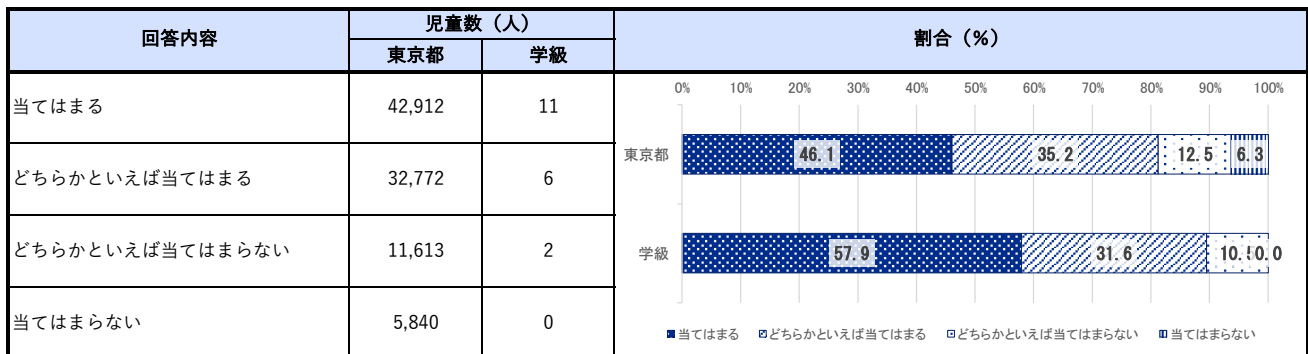 回答内容
児童数（人）
割合（%）
東京都 学級
当てはまる 42,912 11
どちらかといえば当てはまる 32,772 6
どちらかといえば当てはまらない 11,613 2
当てはまらない 5,840 0
0% 10% 20% 30% 40% 50% 60% 70% 80% 90% 100%
東京都 46.1 35.2 12.5 6.3
学級 57.9 31.6 10.5 0.0
当てはまる どちらかといえば当てはまる どちらかといえば当てはまらない 当てはまらない